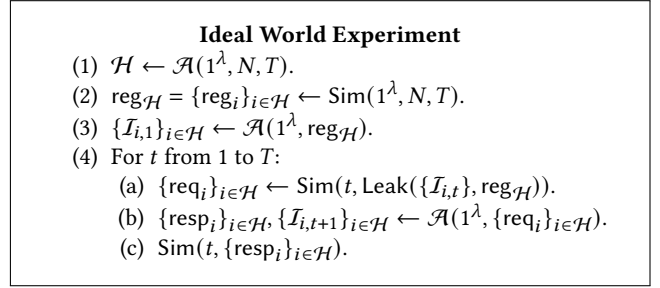 Ideal World Experiment
(1) ℋ ← 𝒜(1^λ, N, T).
(2) reg_ℋ = {reg_i}_{i∈ℋ} ← Sim(1^λ, N, T).
(3) {ℐ_{i,1}}_{i∈ℋ} ← 𝒜(1^λ, reg_ℋ).
(4) For t from 1 to T:
(a) {req_i}_{i∈ℋ} ← Sim(t, Leak({ℐ_{i,t}}, reg_ℋ)).
(b) {resp_i}_{i∈ℋ}, {ℐ_{i,t+1}}_{i∈ℋ} ← 𝒜(1^λ, {req_i}_{i∈ℋ}).
(c) Sim(t, {resp_i}_{i∈ℋ}).